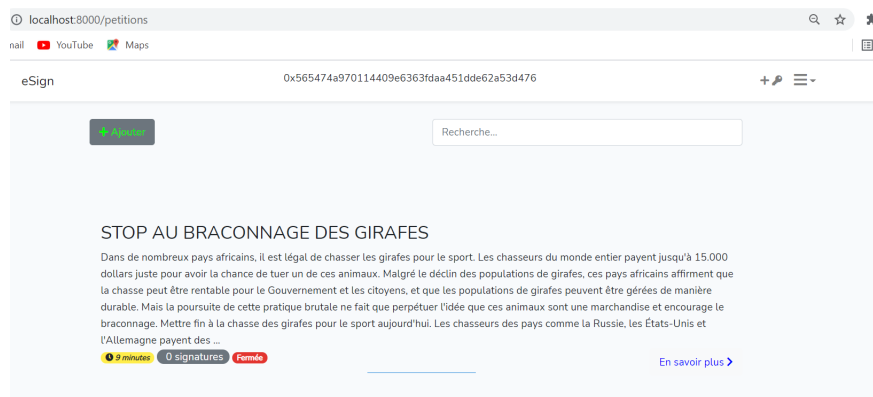 localhost:8000/petitions
mail YouTube Maps
eSign 0x565474a970114409e6363fdaa451dde62a53d476
Ajouter Recherche...
STOP AU BRACONNAGE DES GIRAFES
Dans de nombreux pays africains, il est légal de chasser les girafes pour le sport. Les chasseurs du monde entier payent jusqu'à 15.000
dollars juste pour avoir la chance de tuer un de ces animaux. Malgré le déclin des populations de girafes, ces pays africains affirment que
la chasse peut être rentable pour le Gouvernement et les citoyens, et que les populations de girafes peuvent être gérées de manière
durable. Mais la poursuite de cette pratique brutale ne fait que perpétuer l'idée que ces animaux sont une marchandise et encourage le
braconnage. Mettre fin à la chasse des girafes pour le sport aujourd'hui. Les chasseurs des pays comme la Russie, les États-Unis et
l'Allemagne payent des ...
9 minutes 0 signatures Fermée
En savoir plus